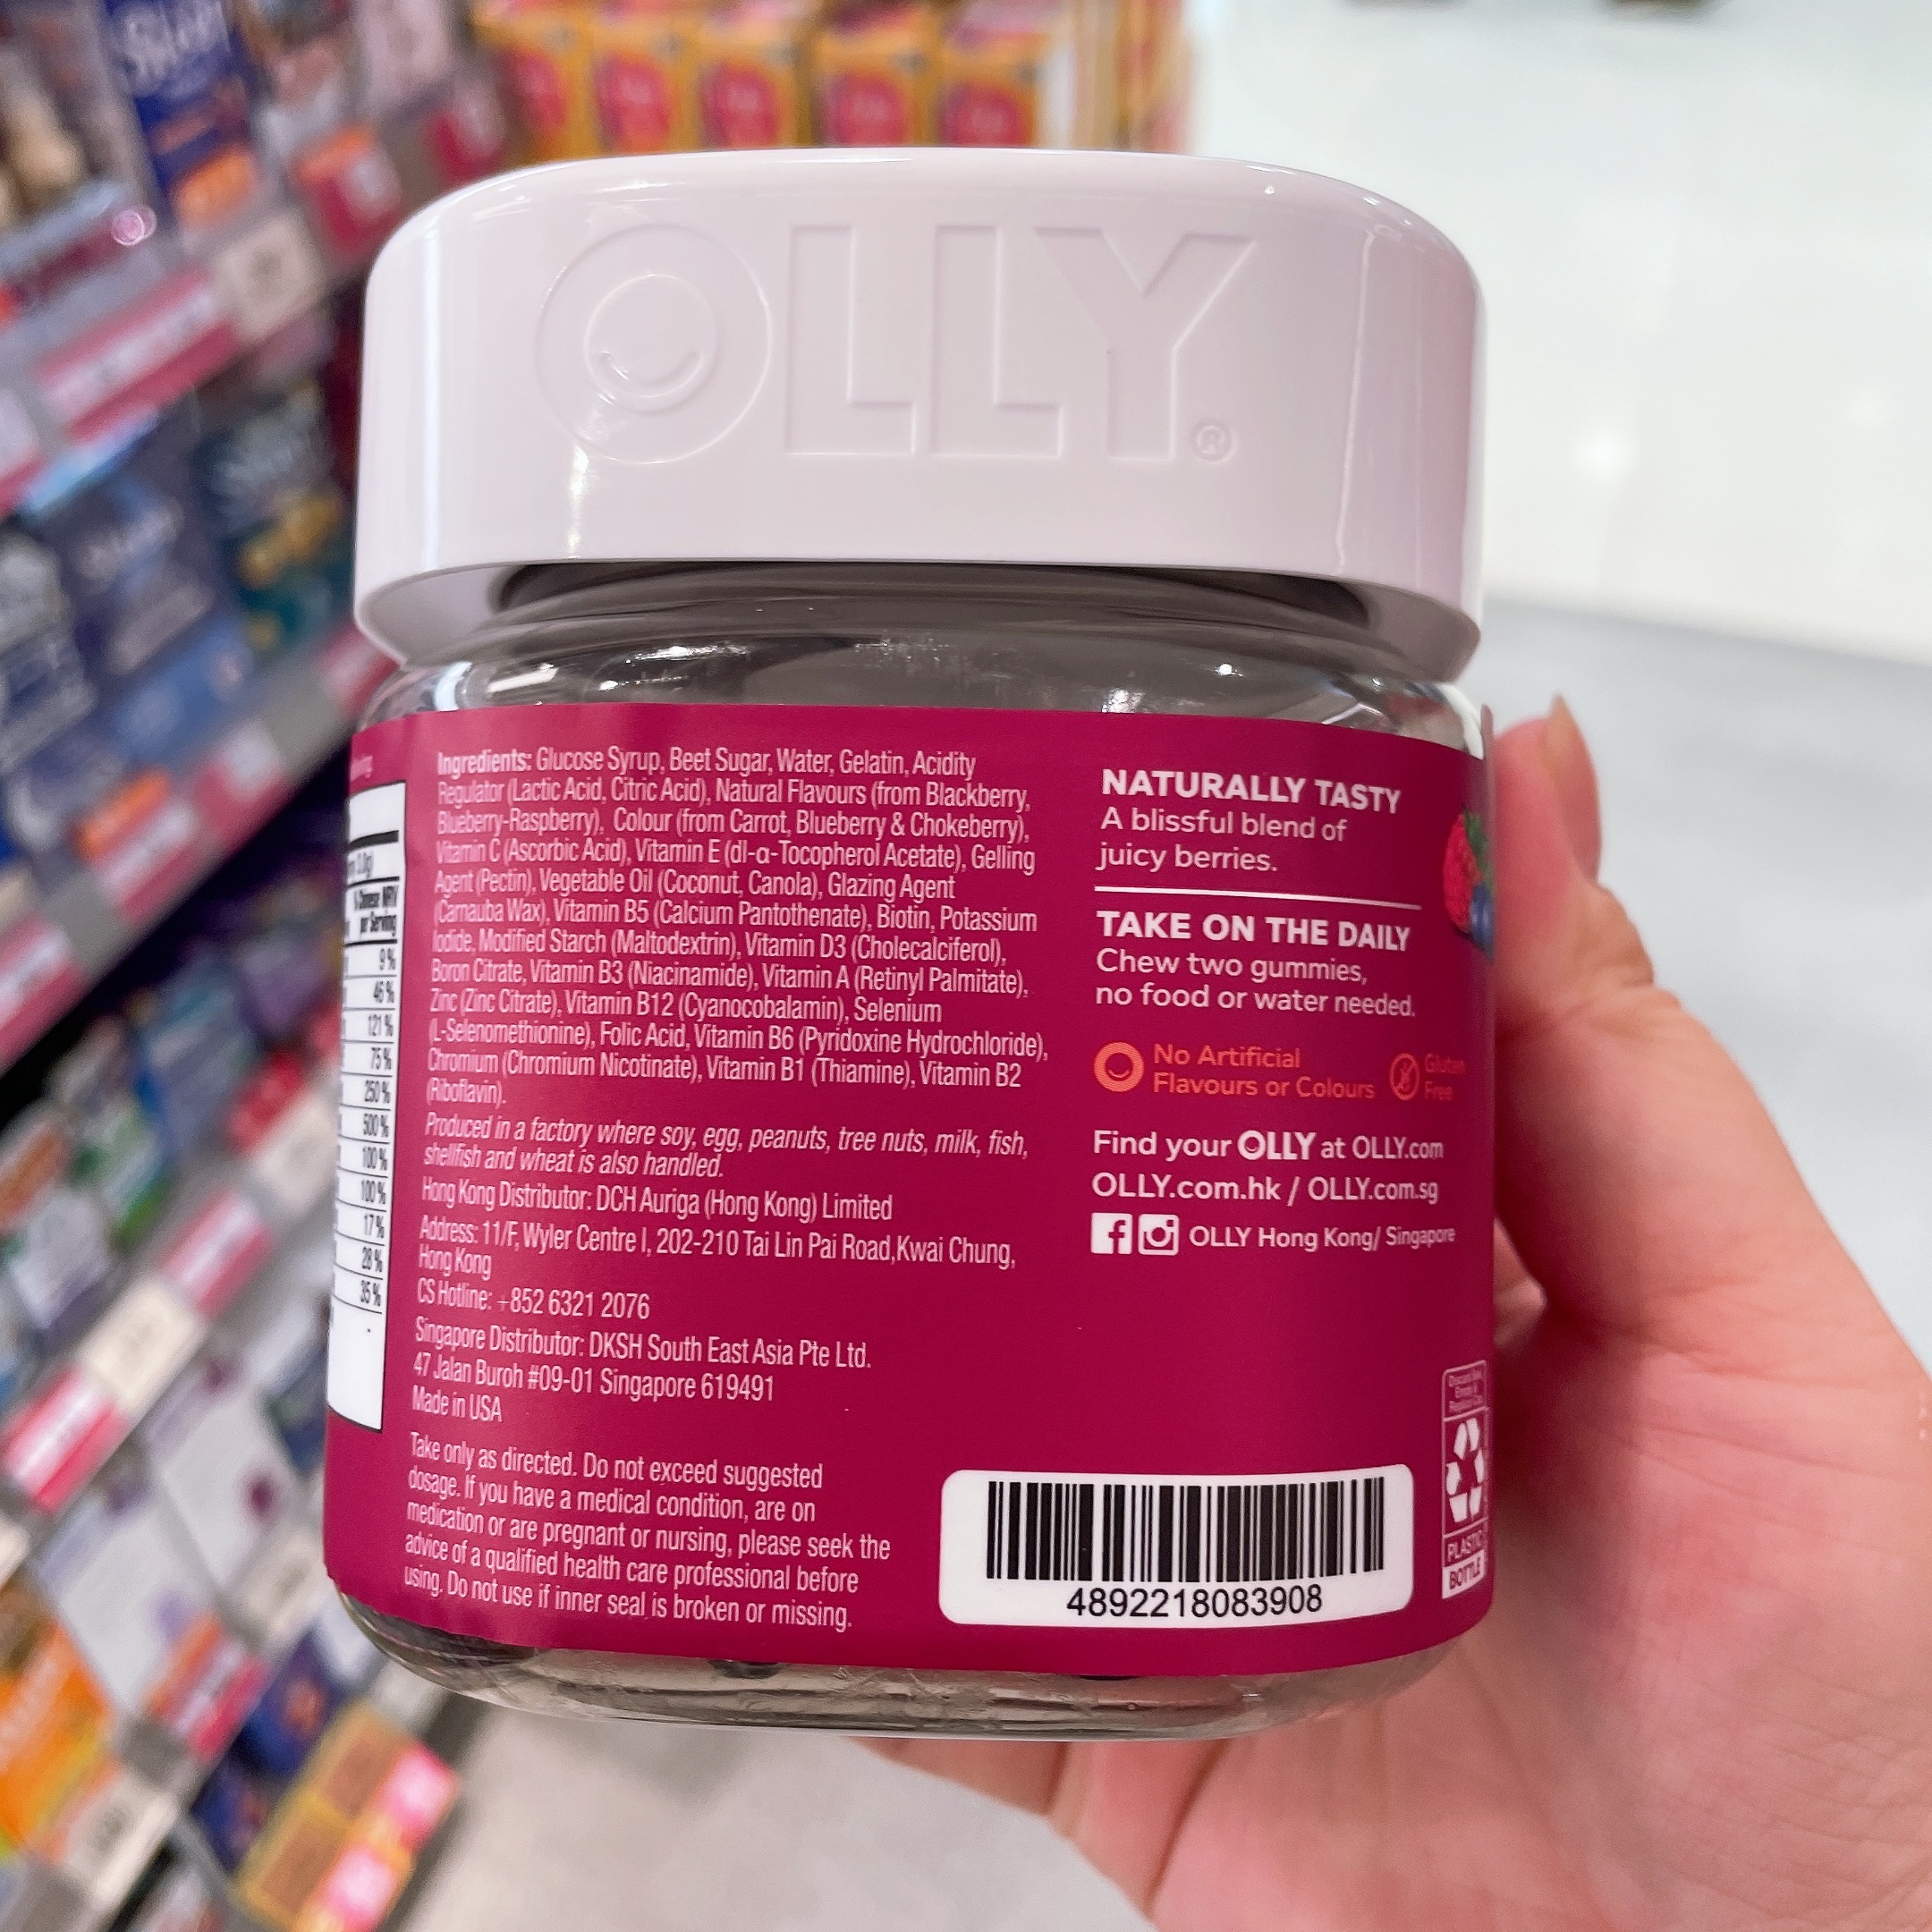 OLLY®
% Chinese NRV
per Serving
9 %
46 %
121 %
75 %
250 %
500 %
100 %
100 %
17 %
28 %
35 %
Ingredients: Glucose Syrup, Beet Sugar, Water, Gelatin, Acidity
Regulator (Lactic Acid, Citric Acid), Natural Flavours (from Blackberry,
Blueberry-Raspberry), Colour (from Carrot, Blueberry & Chokeberry),
Vitamin C (Ascorbic Acid), Vitamin E (dl-α-Tocopherol Acetate), Gelling
Agent (Pectin), Vegetable Oil (Coconut, Canola), Glazing Agent
(Carnauba Wax), Vitamin B5 (Calcium Pantothenate), Biotin, Potassium
Iodide, Modified Starch (Maltodextrin), Vitamin D3 (Cholecalciferol),
Boron Citrate, Vitamin B3 (Niacinamide), Vitamin A (Retinyl Palmitate),
Zinc (Zinc Citrate), Vitamin B12 (Cyanocobalamin), Selenium
(L-Selenomethionine), Folic Acid, Vitamin B6 (Pyridoxine Hydrochloride),
Chromium (Chromium Nicotinate), Vitamin B1 (Thiamine), Vitamin B2
(Riboflavin).
Produced in a factory where soy, egg, peanuts, tree nuts, milk, fish,
shellfish and wheat is also handled.
Hong Kong Distributor: DCH Auriga (Hong Kong) Limited
Address: 11/F, Wyler Centre I, 202-210 Tai Lin Pai Road,Kwai Chung,
Hong Kong
CS Hotline: +852 6321 2076
Singapore Distributor: DKSH South East Asia Pte Ltd.
47 Jalan Buroh #09-01 Singapore 619491
Made in USA
Take only as directed. Do not exceed suggested
dosage. If you have a medical condition, are on
medication or are pregnant or nursing, please seek the
advice of a qualified health care professional before
using. Do not use if inner seal is broken or missing.
NATURALLY TASTY
A blissful blend of
juicy berries.
TAKE ON THE DAILY
Chew two gummies,
no food or water needed.
No Artificial
Flavours or Colours
Gluten
Free
Find your OLLY at OLLY.com
OLLY.com.hk / OLLY.com.sg
OLLY Hong Kong/ Singapore
4892218083908
PLASTIC
BOTTLE